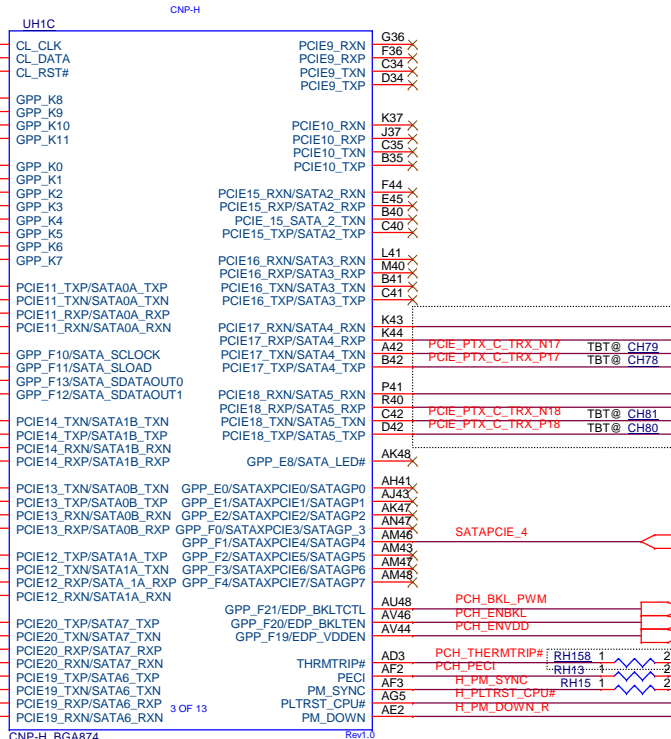 CNP-H
UH1C
CL_CLK PCIE9_RXN G36
CL_DATA PCIE9_RXP F36
CL_RST# PCIE9_TXN C34
PCIE9_TXP D34
GPP_K8
GPP_K9
GPP_K10 PCIE10_RXN K37
GPP_K11 PCIE10_RXP J37
PCIE10_TXN C35
GPP_K0 PCIE10_TXP B35
GPP_K1
GPP_K2 PCIE15_RXN/SATA2_RXN F44
GPP_K3 PCIE15_RXP/SATA2_RXP E45
GPP_K4 PCIE_15_SATA_2_TXN B40
GPP_K5 PCIE15_TXP/SATA2_TXP C40
GPP_K6
GPP_K7 PCIE16_RXN/SATA3_RXN L41
PCIE16_RXP/SATA3_RXP M40
PCIE11_TXP/SATA0A_TXP PCIE16_TXN/SATA3_TXN B41
PCIE11_TXN/SATA0A_TXN PCIE16_TXP/SATA3_TXP C41
PCIE11_RXP/SATA0A_RXP
PCIE11_RXN/SATA0A_RXN PCIE17_RXN/SATA4_RXN K43
PCIE17_RXP/SATA4_RXP K44
GPP_F10/SATA_SCLOCK PCIE17_TXN/SATA4_TXN A42 PCIE_PTX_C_TRX_N17 TBT@ CH79
GPP_F11/SATA_SLOAD PCIE17_TXP/SATA4_TXP B42 PCIE_PTX_C_TRX_P17 TBT@ CH78
GPP_F13/SATA_SDATAOUT0
GPP_F12/SATA_SDATAOUT1 PCIE18_RXN/SATA5_RXN P41
PCIE18_RXP/SATA5_RXP R40
PCIE14_TXN/SATA1B_TXN PCIE18_TXN/SATA5_TXN C42 PCIE_PTX_C_TRX_N18 TBT@ CH81
PCIE14_TXP/SATA1B_TXP PCIE18_TXP/SATA5_TXP D42 PCIE_PTX_C_TRX_P18 TBT@ CH80
PCIE14_RXN/SATA1B_RXN
PCIE14_RXP/SATA1B_RXP GPP_E8/SATA_LED# AK48
PCIE13_TXN/SATA0B_TXN GPP_E0/SATAXPCIE0/SATAGP0 AH41
PCIE13_TXP/SATA0B_TXP GPP_E1/SATAXPCIE1/SATAGP1 AJ43
PCIE13_RXN/SATA0B_RXN GPP_E2/SATAXPCIE2/SATAGP2 AK47
PCIE13_RXP/SATA0B_RXP GPP_F0/SATAXPCIE3/SATAGP_3 AN47
GPP_F1/SATAXPCIE4/SATAGP4 AM46 SATAPCIE_4
PCIE12_TXP/SATA1A_TXP GPP_F2/SATAXPCIE5/SATAGP5 AM43
PCIE12_TXN/SATA1A_TXN GPP_F3/SATAXPCIE6/SATAGP6 AM47
PCIE12_RXP/SATA_1A_RXP GPP_F4/SATAXPCIE7/SATAGP7 AM48
PCIE12_RXN/SATA1A_RXN
GPP_F21/EDP_BKLTCTL AU48 PCH_BKL_PWM
PCIE20_TXP/SATA7_TXP GPP_F20/EDP_BKLTEN AV46 PCH_ENBKL
PCIE20_TXN/SATA7_TXN GPP_F19/EDP_VDDEN AV44 PCH_ENVDD
PCIE20_RXP/SATA7_RXP
PCIE20_RXN/SATA7_RXN THRMTRIP# AD3 PCH_THERMTRIP# RH158 1 2
PCIE19_TXP/SATA6_TXP PECI AF2 PCH_PECI RH13 1 2
PCIE19_TXN/SATA6_TXN PM_SYNC AF3 H_PM_SYNC RH15 1 2
PCIE19_RXP/SATA6_RXP 3 OF 13 PLTRST_CPU# AG5 H_PLTRST_CPU#
PCIE19_RXN/SATA6_RXN PM_DOWN AE2 H_PM_DOWN_R
CNP-H_BGA874 Rev1.0